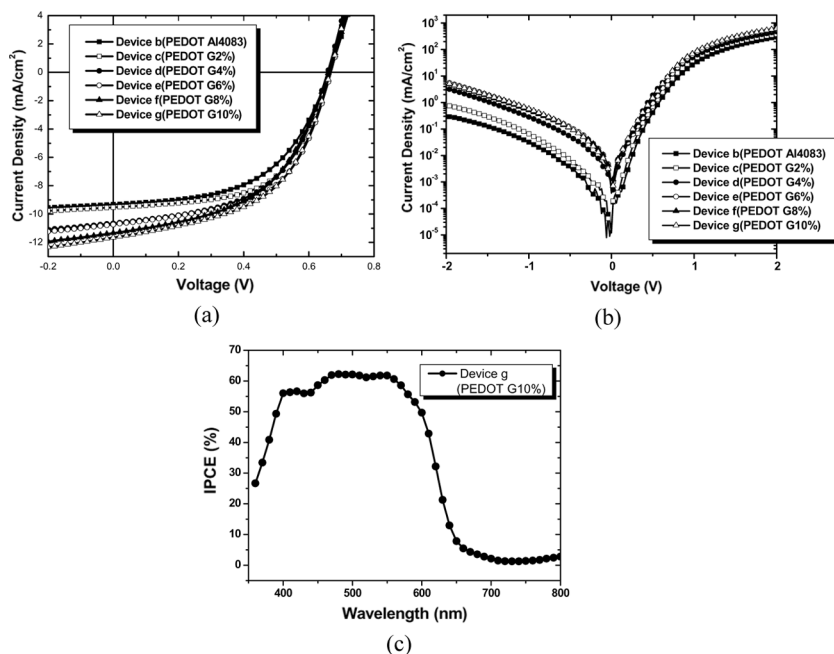 4
2
0
-2
-4
-6
-8
-10
-12
-0.2
0.0
0.2
0.4
0.6
0.8
Current Density (mA/cm²)
Voltage (V)
Device b(PEDOT AI4083)
Device c(PEDOT G2%)
Device d(PEDOT G4%)
Device e(PEDOT G6%)
Device f(PEDOT G8%)
Device g(PEDOT G10%)
(a)
10³
10²
10¹
10⁰
10⁻¹
10⁻²
10⁻³
10⁻⁴
10⁻⁵
-2
-1
0
1
2
Current Density (mA/cm²)
Voltage (V)
Device b(PEDOT AI4083)
Device c(PEDOT G2%)
Device d(PEDOT G4%)
Device e(PEDOT G6%)
Device f(PEDOT G8%)
Device g(PEDOT G10%)
(b)
70
60
50
40
30
20
10
0
400
500
600
700
800
IPCE (%)
Wavelength (nm)
Device g
(PEDOT G10%)
(c)